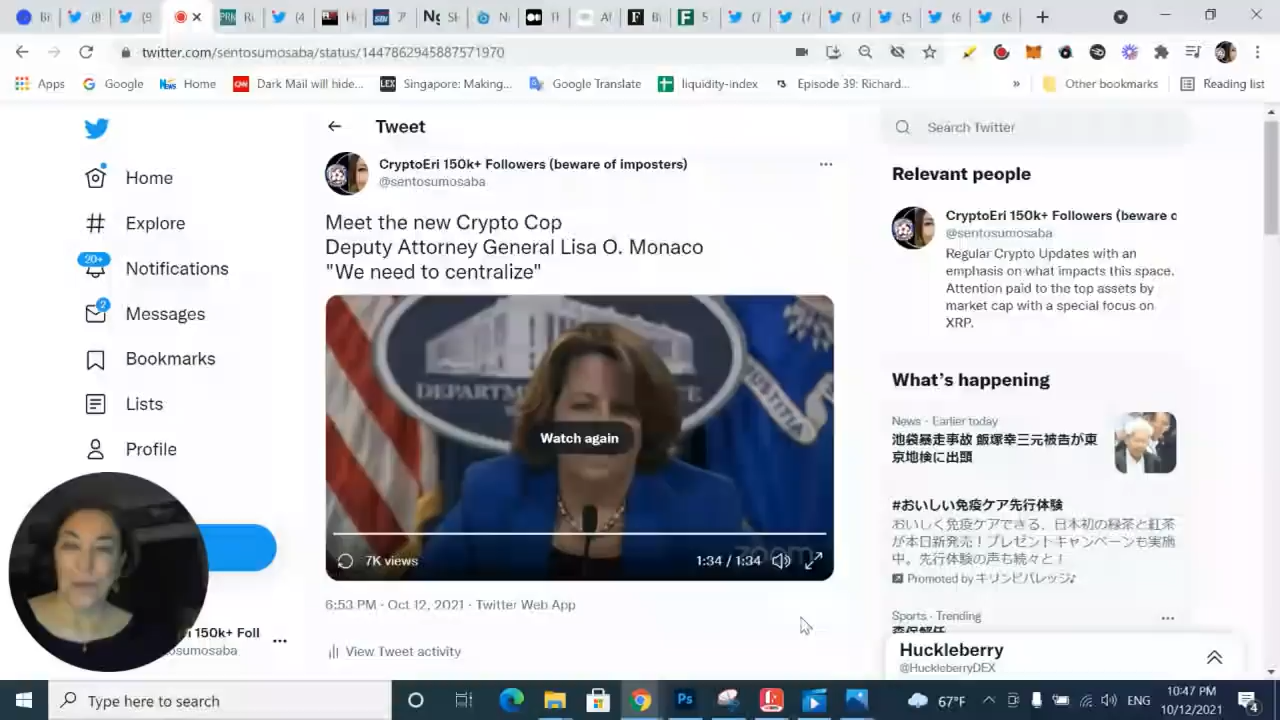 twitter.com/sentosumosaba/status/1447862945887571970
Apps
Google
Home
Dark Mail will hide...
Singapore: Making...
Google Translate
liquidity-index
Episode 39: Richard...
»
Other bookmarks
Reading list
Home
Explore
20+
Notifications
2
Messages
Bookmarks
Lists
Profile
Tweet
CryptoEri 150k+ Followers (beware of imposters)
@sentosumosaba
Meet the new Crypto Cop
Deputy Attorney General Lisa O. Monaco
"We need to centralize"
Watch again
7K views
1:34 / 1:34
zoom
6:53 PM · Oct 12, 2021 · Twitter Web App
View Tweet activity
150k+ Foll
Search Twitter
Relevant people
CryptoEri 150k+ Followers (beware o
@sentosumosaba
Regular Crypto Updates with an
emphasis on what impacts this space.
Attention paid to the top assets by
market cap with a special focus on
XRP.
What's happening
News · Earlier today
池袋暴走事故 飯塚幸三元被告が東
京地検に出頭
#おいしい免疫ケア先行体験
おいしく免疫ケアできる、日本初の緑茶と紅茶
が本日新発売！プレゼントキャンペーンも実施
中。先行体験の声も続々と！
Promoted by キリンビバレッジ♪
Sports · Trending
Huckleberry
@HuckleberryDEX
Type here to search
67°F
ENG
10:47 PM
10/12/2021
4